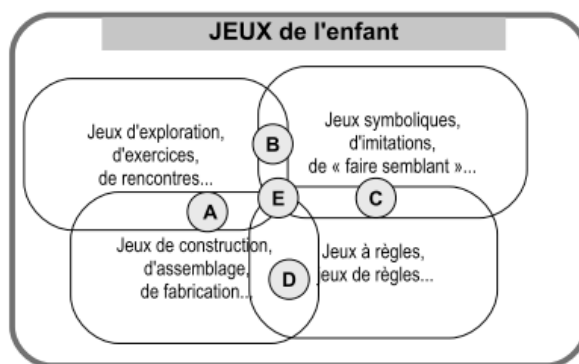 JEUX de l'enfant
Jeux d'exploration,
d'exercices,
de rencontres...
Jeux symboliques,
d'imitations,
de « faire semblant »...
B
E
C
A
Jeux de construction,
d'assemblage,
de fabrication...
Jeux à règles,
eux de règles...
D